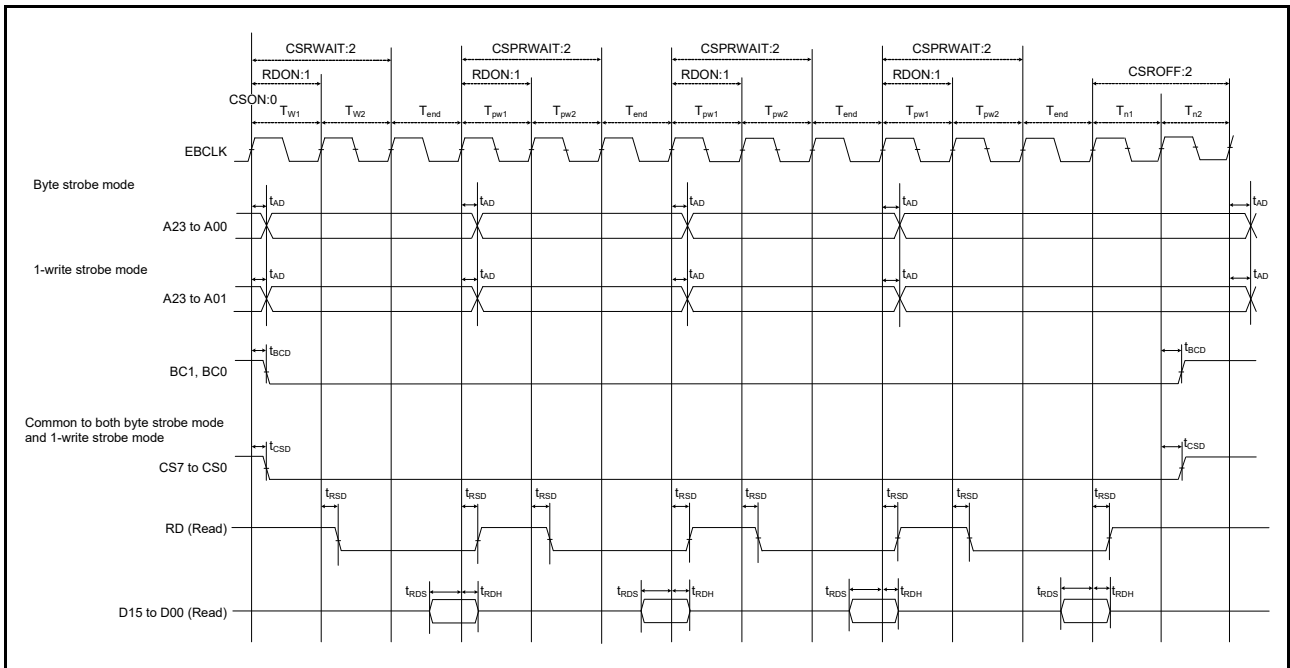 CSRWAIT:2 CSPRWAIT:2 CSPRWAIT:2 CSPRWAIT:2
RDON:1 RDON:1 RDON:1 RDON:1 CSROFF:2
CSON:0
TW1 TW2 Tend Tpw1 Tpw2 Tend Tpw1 Tpw2 Tend Tpw1 Tpw2 Tend Tn1 Tn2
EBCLK
Byte strobe mode
tAD tAD tAD tAD tAD
A23 to A00
1-write strobe mode
tAD tAD tAD tAD tAD
A23 to A01
tBCD tBCD
BC1, BC0
Common to both byte strobe mode
and 1-write strobe mode
tCSD tCSD
CS7 to CS0
tRSD tRSD tRSD tRSD tRSD tRSD tRSD tRSD
RD (Read)
tRDS tRDH tRDS tRDH tRDS tRDH tRDS tRDH
D15 to D00 (Read)